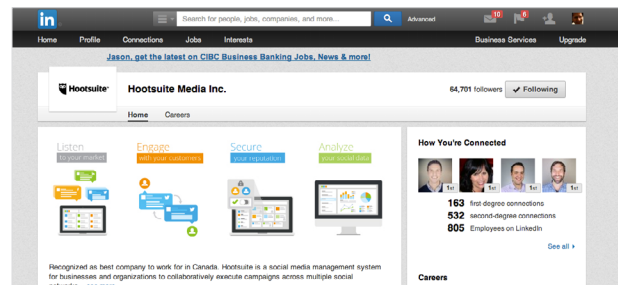 in
Search for people, jobs, companies, and more...
Advanced
10
6
Home Profile Connections Jobs Interests Business Services Upgrade
Jason, get the latest on CIBC Business Banking Jobs, News & more!
Hootsuite
Hootsuite Media Inc.
64,701 followers
Following
Home Careers
Listen
to your market
Engage
with your customers
Secure
your reputation
Analyze
your social data
Recognized as best company to work for in Canada. Hootsuite is a social media management system
for businesses and organizations to collaboratively execute campaigns across multiple social
How You're Connected
1st 1st 1st 1st
163 first-degree connections
532 second-degree connections
805 Employees on LinkedIn
See all
Careers